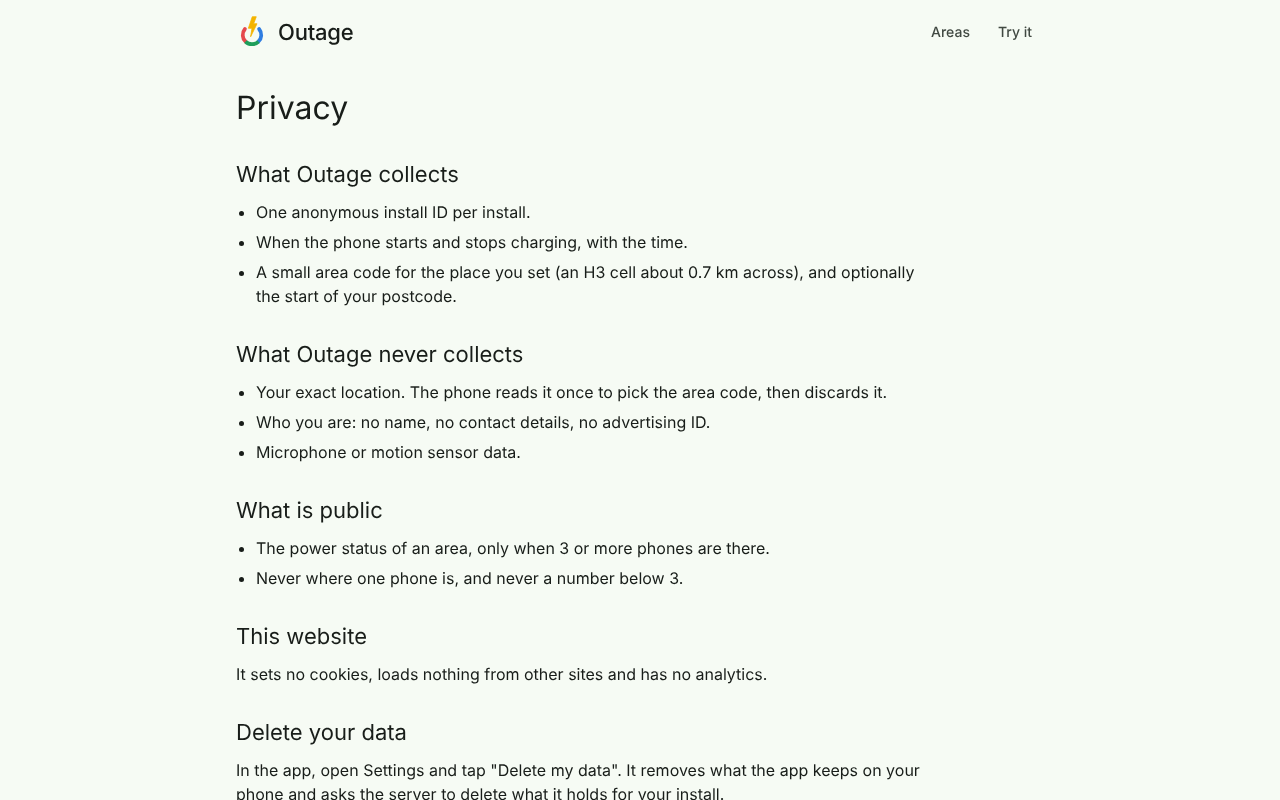 Outage
Areas
Try it
Privacy
What Outage collects
One anonymous install ID per install.
When the phone starts and stops charging, with the time.
A small area code for the place you set (an H3 cell about 0.7 km across), and optionally
the start of your postcode.
What Outage never collects
Your exact location. The phone reads it once to pick the area code, then discards it.
Who you are: no name, no contact details, no advertising ID.
Microphone or motion sensor data.
What is public
The power status of an area, only when 3 or more phones are there.
Never where one phone is, and never a number below 3.
This website
It sets no cookies, loads nothing from other sites and has no analytics.
Delete your data
In the app, open Settings and tap "Delete my data". It removes what the app keeps on your
phone and asks the server to delete what it holds for your install.